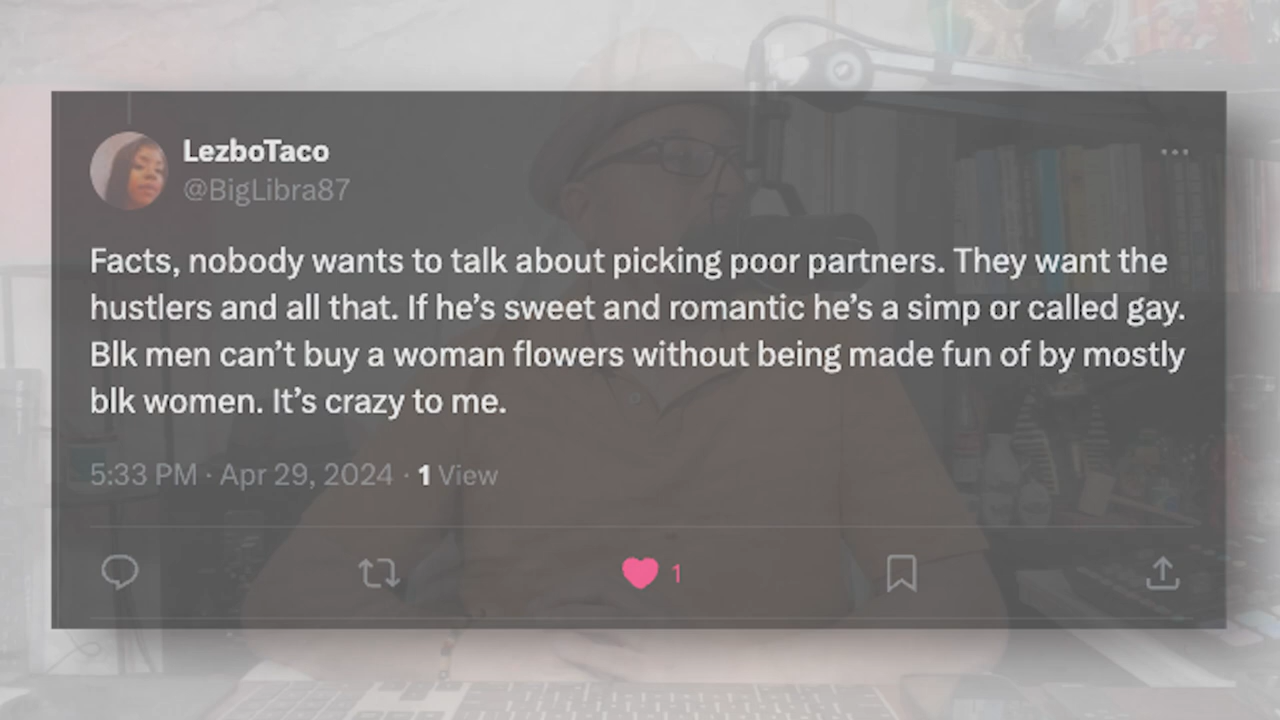 LezboTaco
@BigLibra87
Facts, nobody wants to talk about picking poor partners. They want the
hustlers and all that. If he’s sweet and romantic he’s a simp or called gay.
Blk men can’t buy a woman flowers without being made fun of by mostly
blk women. It’s crazy to me.
5:33 PM · Apr 29, 2024 · 1 View
1